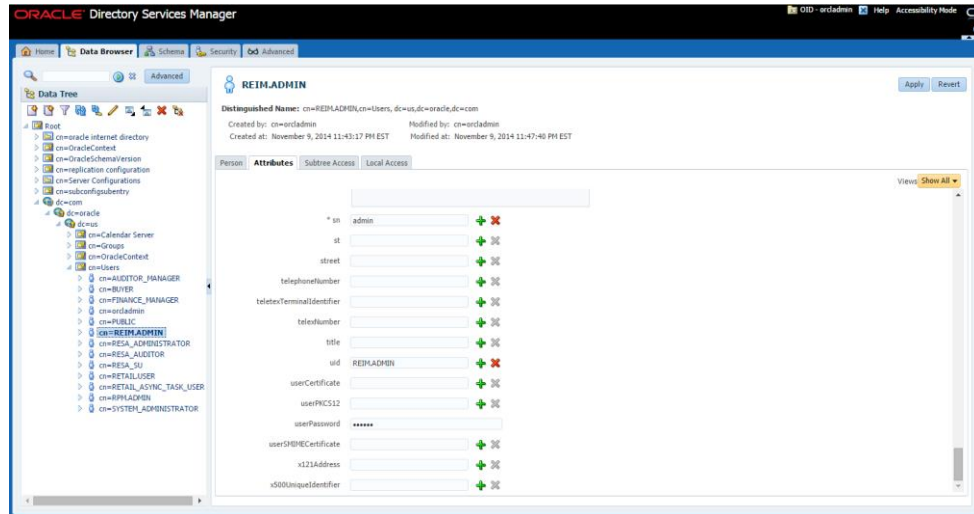 ORACLE Directory Services Manager
OID - orcladmin Help Accessibility Mode
Home Data Browser Schema Security Advanced
Advanced
Data Tree
Root
cn=oracle internet directory
cn=OracleContext
cn=OracleSchemaVersion
cn=replication configuration
cn=Server Configurations
cn=subconfigsubentry
dc=com
dc=oracle
dc=us
cn=Calendar Server
cn=Groups
cn=OracleContext
cn=Users
cn=AUDITOR_MANAGER
cn=BUYER
cn=FINANCE_MANAGER
cn=orcladmin
cn=PUBLIC
cn=REIM.ADMIN
cn=RESA_ADMINISTRATOR
cn=RESA_AUDITOR
cn=RESA_SU
cn=RETAIL.USER
cn=RETAIL_ASYNC_TASK_USER
cn=RPM.ADMIN
cn=SYSTEM_ADMINISTRATOR
REIM.ADMIN
Apply Revert
Distinguished Name: cn=REIM.ADMIN,cn=Users, dc=us,dc=oracle,dc=com
Created by: cn=orcladmin Modified by: cn=orcladmin
Created at: November 9, 2014 11:43:17 PM EST Modified at: November 9, 2014 11:47:40 PM EST
Person Attributes Subtree Access Local Access
Views Show All
* sn admin
st
street
telephoneNumber
teletexTerminalIdentifier
telexNumber
title
uid REIM.ADMIN
userCertificate
userPKCS12
userPassword ••••••
userSMIMECertificate
x121Address
x500UniqueIdentifier